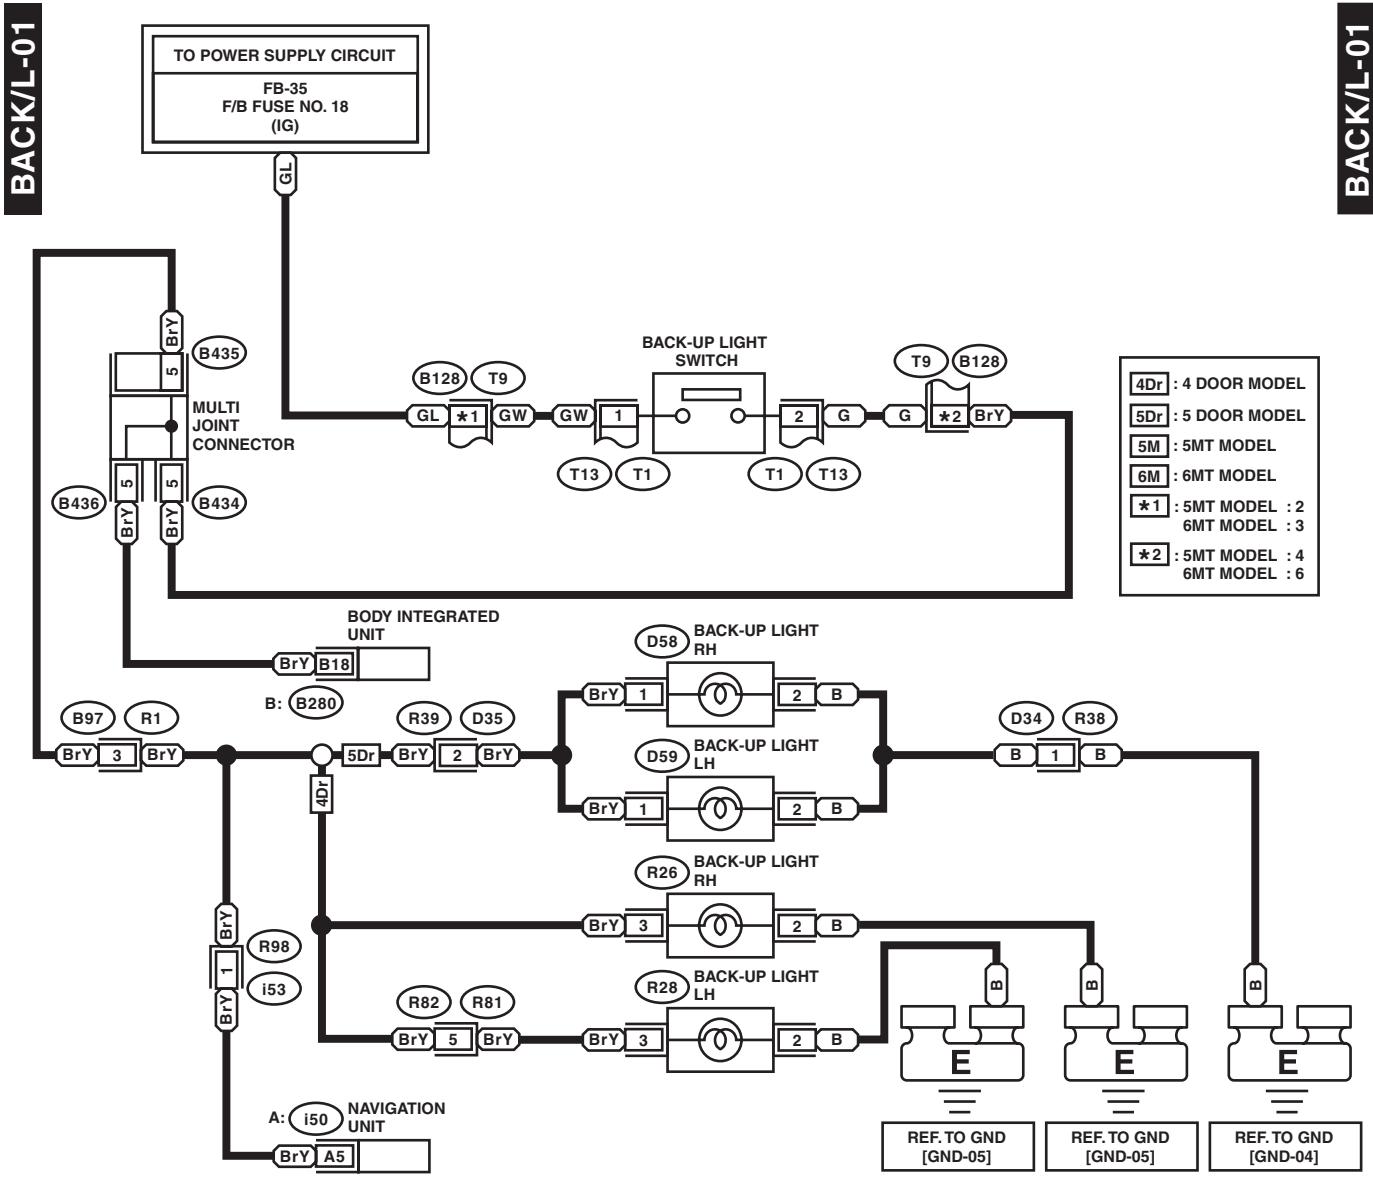 BACK/L-01
BACK/L-01
TO POWER SUPPLY CIRCUIT
FB-35
F/B FUSE NO. 18
(IG)
GL
BrY
B435
5
MULTI
JOINT
CONNECTOR
5
5
B436
B434
BrY
BrY
B128
T9
GL
*1
GW
GW
1
T13
T1
BACK-UP LIGHT
SWITCH
2
G
G
*2
BrY
T1
T13
T9
B128
4Dr : 4 DOOR MODEL
5Dr : 5 DOOR MODEL
5M : 5MT MODEL
6M : 6MT MODEL
*1 : 5MT MODEL : 2
6MT MODEL : 3
*2 : 5MT MODEL : 4
6MT MODEL : 6
BODY INTEGRATED
UNIT
BrY
B18
B: B280
B97
R1
BrY
3
BrY
5Dr
4Dr
R39
D35
BrY
2
BrY
D58
BACK-UP LIGHT
RH
BrY
1
2
B
D59
BACK-UP LIGHT
LH
BrY
1
2
B
D34
R38
B
1
B
R26
BACK-UP LIGHT
RH
BrY
3
2
B
BrY
R98
1
i53
BrY
R82
R81
BrY
5
BrY
R28
BACK-UP LIGHT
LH
BrY
3
2
B
B
B
B
E
E
E
REF. TO GND
[GND-05]
REF. TO GND
[GND-05]
REF. TO GND
[GND-04]
A: i50
NAVIGATION
UNIT
BrY
A5